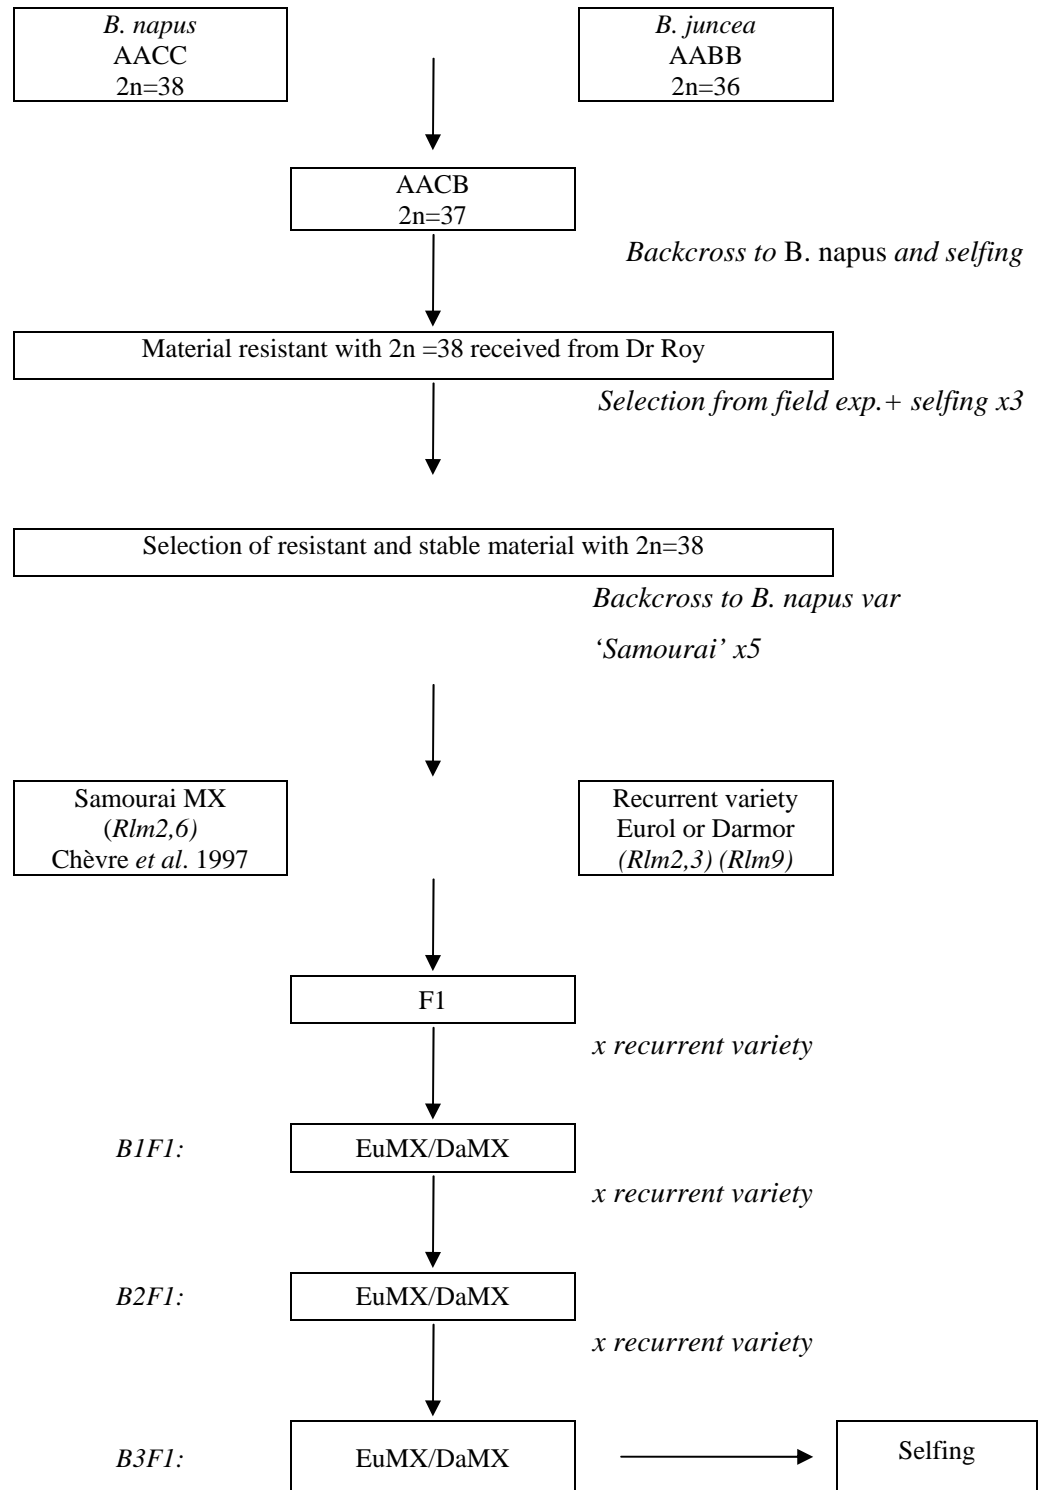 B. napus
AACC
2n=38
B. juncea
AABB
2n=36
AACB
2n=37
Backcross to B. napus and selfing
Material resistant with 2n =38 received from Dr Roy
Selection from field exp.+ selfing x3
Selection of resistant and stable material with 2n=38
Backcross to B. napus var
‘Samourai’ x5
Samourai MX
(Rlm2,6)
Chèvre et al. 1997
Recurrent variety
Eurol or Darmor
(Rlm2,3) (Rlm9)
F1
x recurrent variety
B1F1:
EuMX/DaMX
x recurrent variety
B2F1:
EuMX/DaMX
x recurrent variety
B3F1:
EuMX/DaMX
Selfing